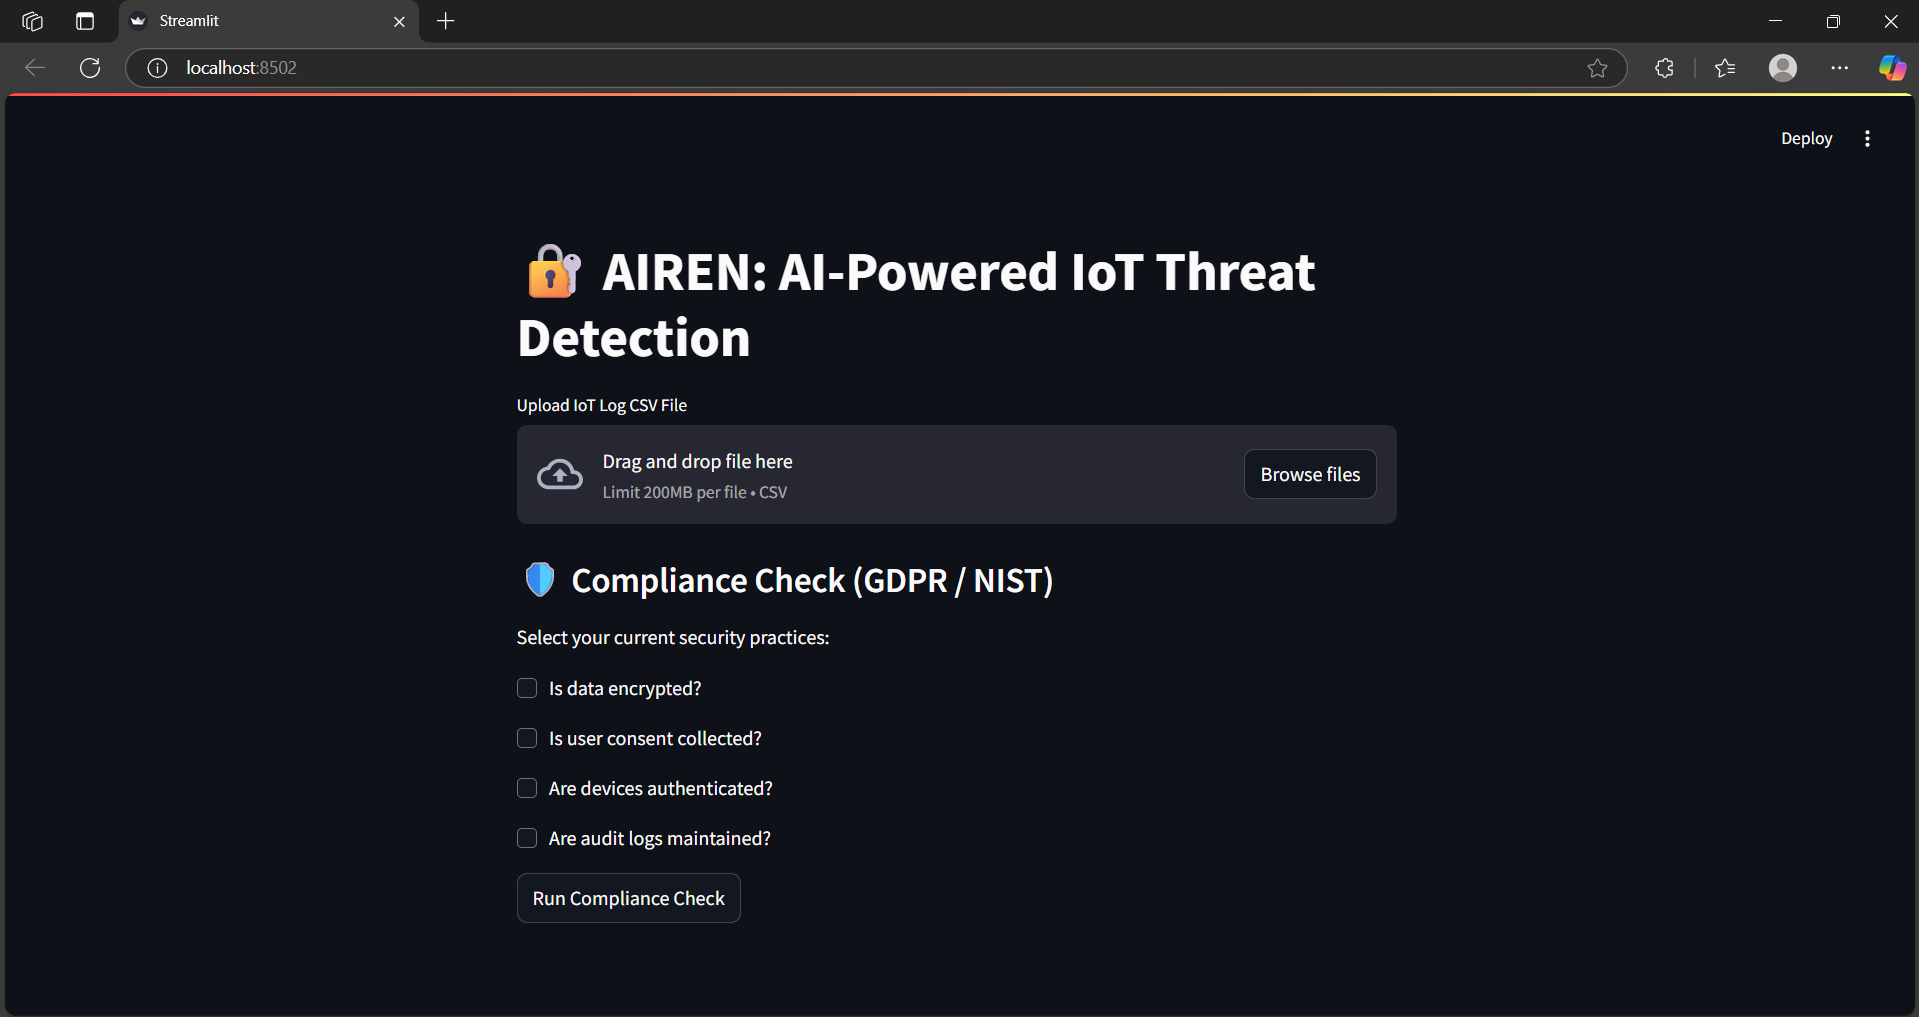 Streamlit
localhost:8502
Deploy
AIREN: AI-Powered IoT Threat
Detection
Upload IoT Log CSV File
Drag and drop file here
Limit 200MB per file • CSV
Browse files
Compliance Check (GDPR / NIST)
Select your current security practices:
Is data encrypted?
Is user consent collected?
Are devices authenticated?
Are audit logs maintained?
Run Compliance Check